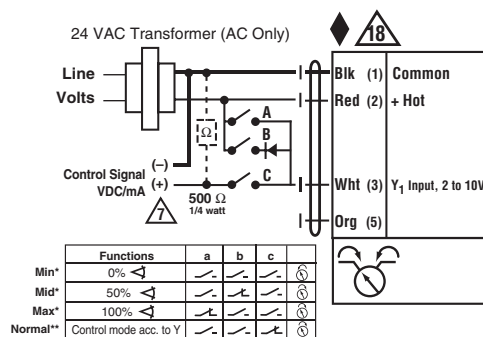 24 VAC Transformer (AC Only)
18
Line
Volts
Blk (1) Common
Red (2) + Hot
A
B
C
Ω
Control Signal (–)
VDC/mA (+)
7
500 Ω
1/4 watt
Wht (3) Y1 Input, 2 to 10V
Org (5)
Functions a b c
Min* 0%
Mid* 50%
Max* 100%
Normal** Control mode acc. to Y